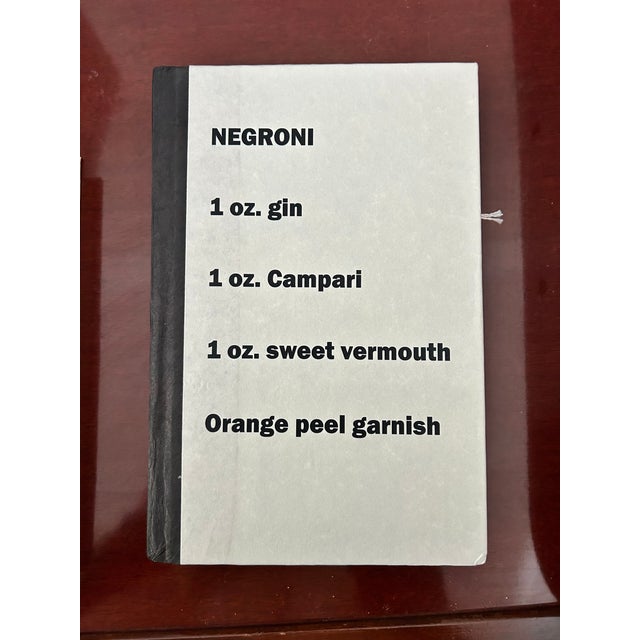 NEGRONI
1 oz. gin
1 oz. Campari
1 oz. sweet vermouth
Orange peel garnish